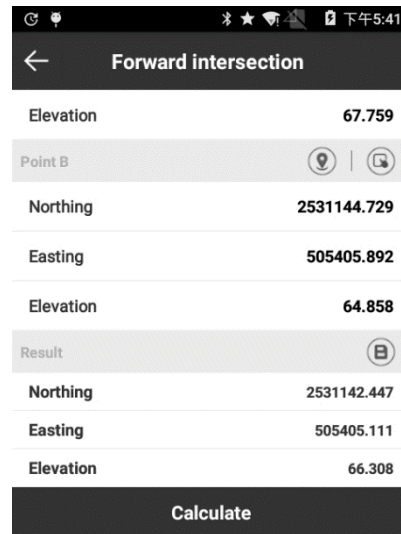 下午5:41
Forward intersection
Elevation 67.759
Point B
Northing 2531144.729
Easting 505405.892
Elevation 64.858
Result
Northing 2531142.447
Easting 505405.111
Elevation 66.308
Calculate